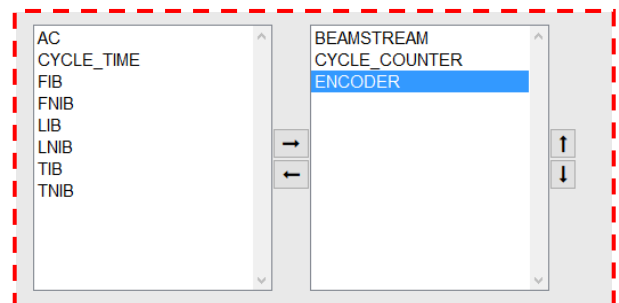 AC
CYCLE_TIME
FIB
FNIB
LIB
LNIB
TIB
TNIB
BEAMSTREAM
CYCLE_COUNTER
ENCODER